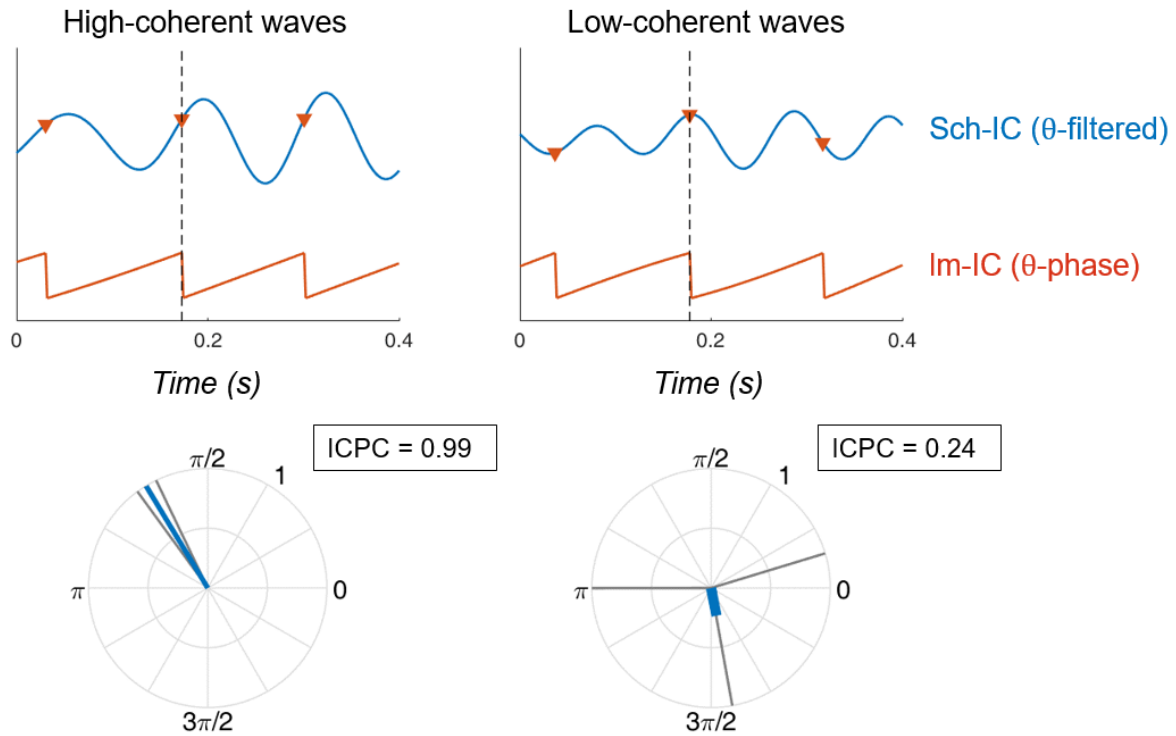 High-coherent waves
Low-coherent waves
Sch-IC (θ-filtered)
lm-IC (θ-phase)
0
0.2
0.4
0
0.2
0.4
Time (s)
Time (s)
ICPC = 0.99
ICPC = 0.24
π/2
1
π
0
3π/2
π/2
1
π
0
3π/2